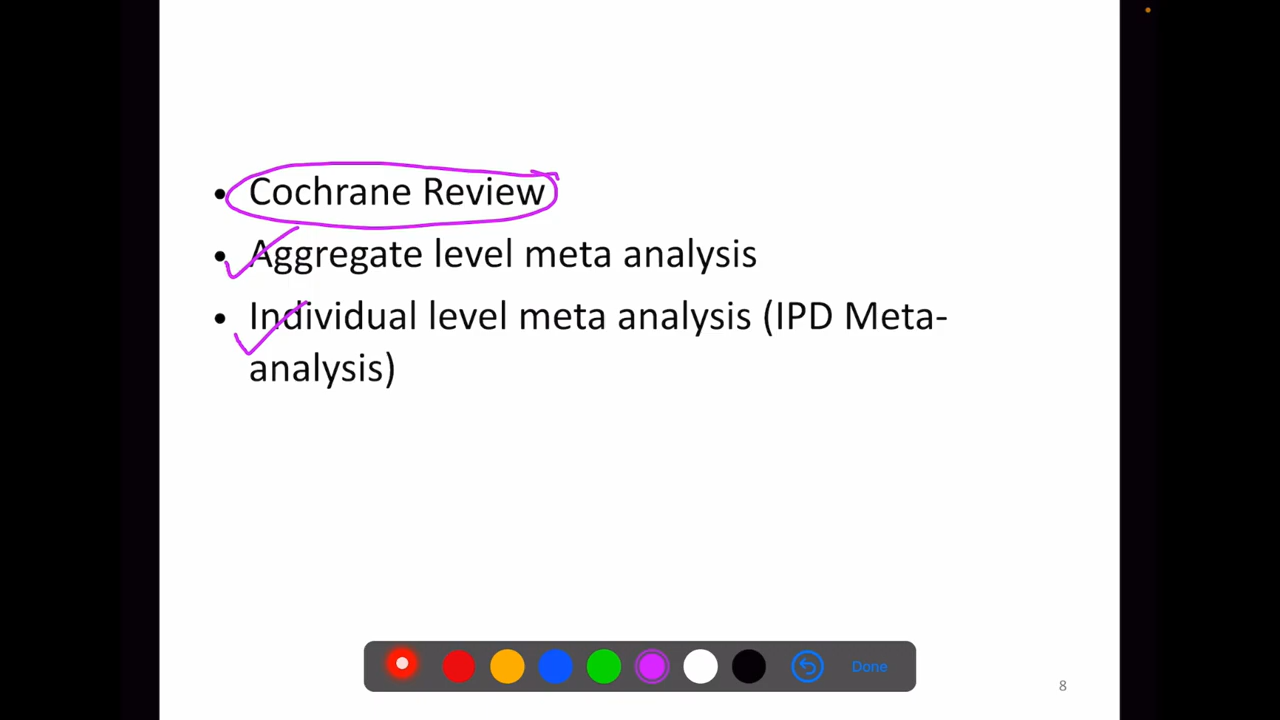 • Cochrane Review
• Aggregate level meta analysis
• Individual level meta analysis (IPD Meta-
analysis)
Done
8